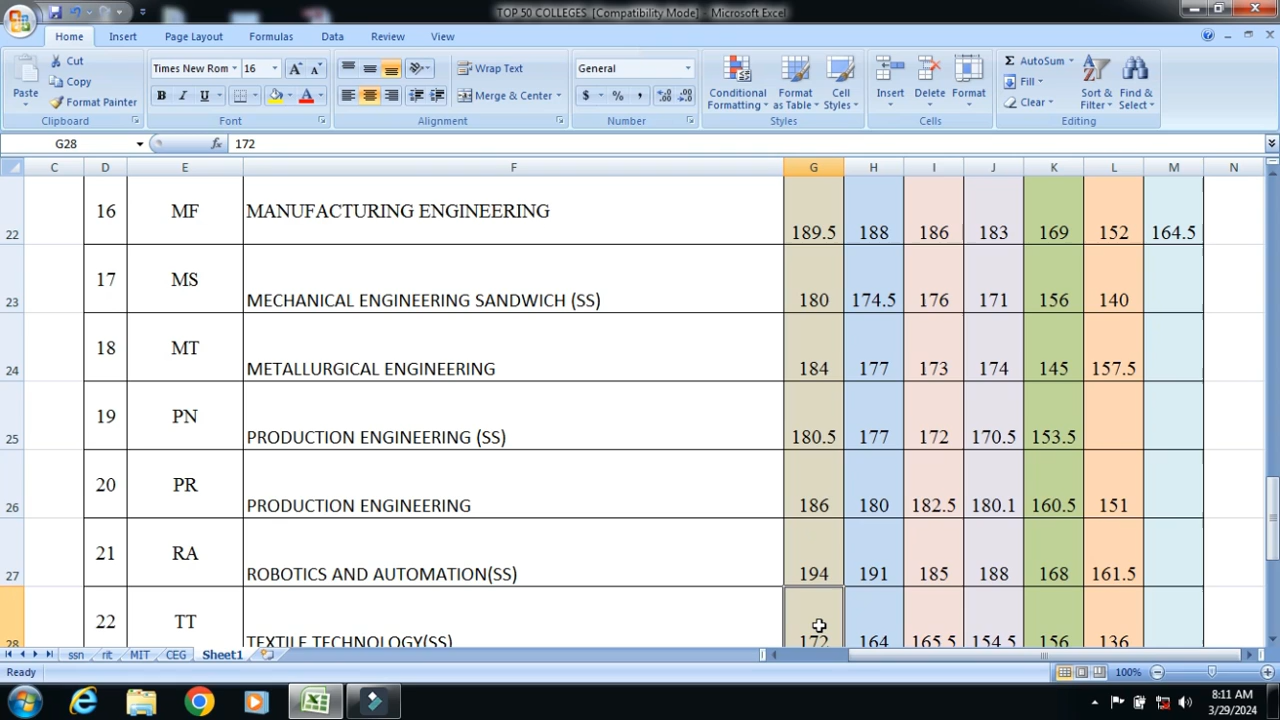 TOP 50 COLLEGES [Compatibility Mode] - Microsoft Excel
Home Insert Page Layout Formulas Data Review View
Paste Cut Copy Format Painter Clipboard
Times New Rom 16 B I U A A A Font
Wrap Text Merge & Center Alignment
General $ % , Number
Conditional Formatting Format as Table Cell Styles Styles
Insert Delete Format Cells
Σ AutoSum Fill Clear Sort & Filter Find & Select Editing
G28 fx 172
C D E F G H I J K L M N
22 16 MF MANUFACTURING ENGINEERING 189.5 188 186 183 169 152 164.5
23 17 MS MECHANICAL ENGINEERING SANDWICH (SS) 180 174.5 176 171 156 140
24 18 MT METALLURGICAL ENGINEERING 184 177 173 174 145 157.5
25 19 PN PRODUCTION ENGINEERING (SS) 180.5 177 172 170.5 153.5
26 20 PR PRODUCTION ENGINEERING 186 180 182.5 180.1 160.5 151
27 21 RA ROBOTICS AND AUTOMATION(SS) 194 191 185 188 168 161.5
28 22 TT TEXTILE TECHNOLOGY(SS) 172 164 165.5 154.5 156 136
ssn rit MIT CEG Sheet1
Ready 100%
8:11 AM
3/29/2024